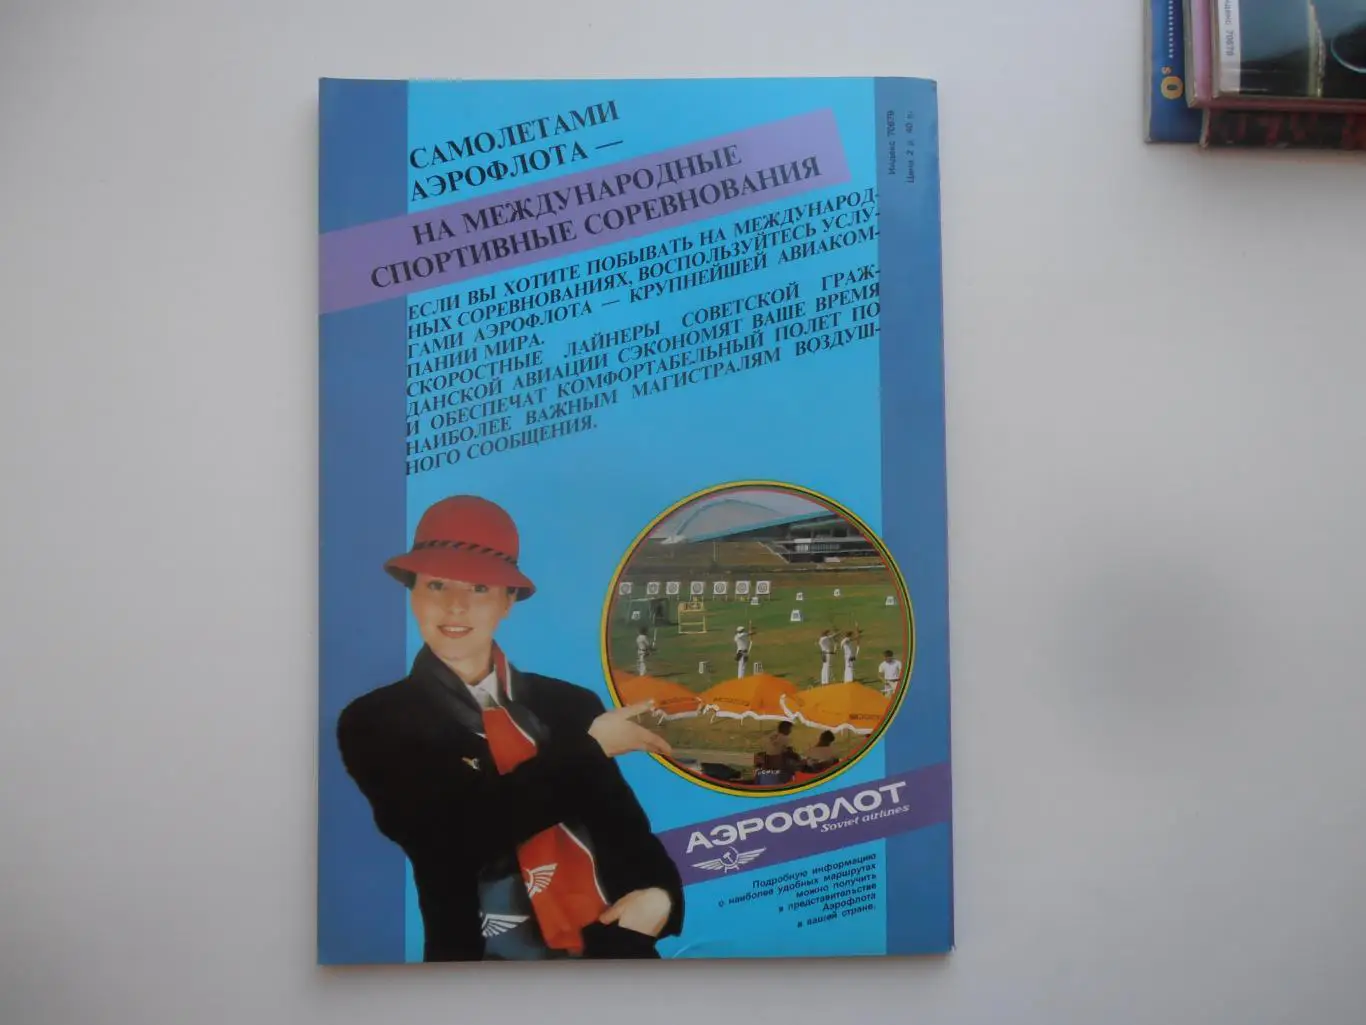 САМОЛЕТАМИ
АЭРОФЛОТА —
НА МЕЖДУНАРОДНЫЕ
СПОРТИВНЫЕ СОРЕВНОВАНИЯ
ЕСЛИ ВЫ ХОТИТЕ ПОБЫВАТЬ НА МЕЖДУНАРОД-
НЫХ СОРЕВНОВАНИЯХ, ВОСПОЛЬЗУЙТЕСЬ УСЛУ-
ГАМИ АЭРОФЛОТА — КРУПНЕЙШЕЙ АВИАКОМ-
ПАНИИ МИРА.
СКОРОСТНЫЕ ЛАЙНЕРЫ СОВЕТСКОЙ ГРАЖ-
ДАНСКОЙ АВИАЦИИ СЭКОНОМЯТ ВАШЕ ВРЕМЯ
И ОБЕСПЕЧАТ КОМФОРТАБЕЛЬНЫЙ ПОЛЕТ ПО
НАИБОЛЕЕ ВАЖНЫМ МАГИСТРАЛЯМ ВОЗДУШ-
НОГО СООБЩЕНИЯ.
Индекс 70679
Цена 2 р. 40 к.
АЭРОФЛОТ
Soviet airlines
Подробную информацию
о наиболее удобных маршрутах
можно получить
в представительстве
Аэрофлота
в вашей стране.
70679